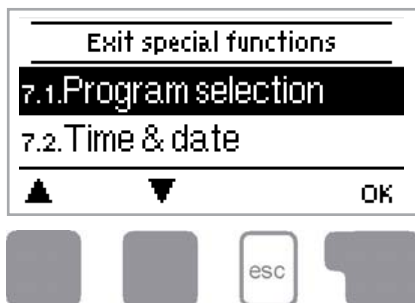 Exit special functions
7.1.Program selection
7.2.Time & date
OK
esc